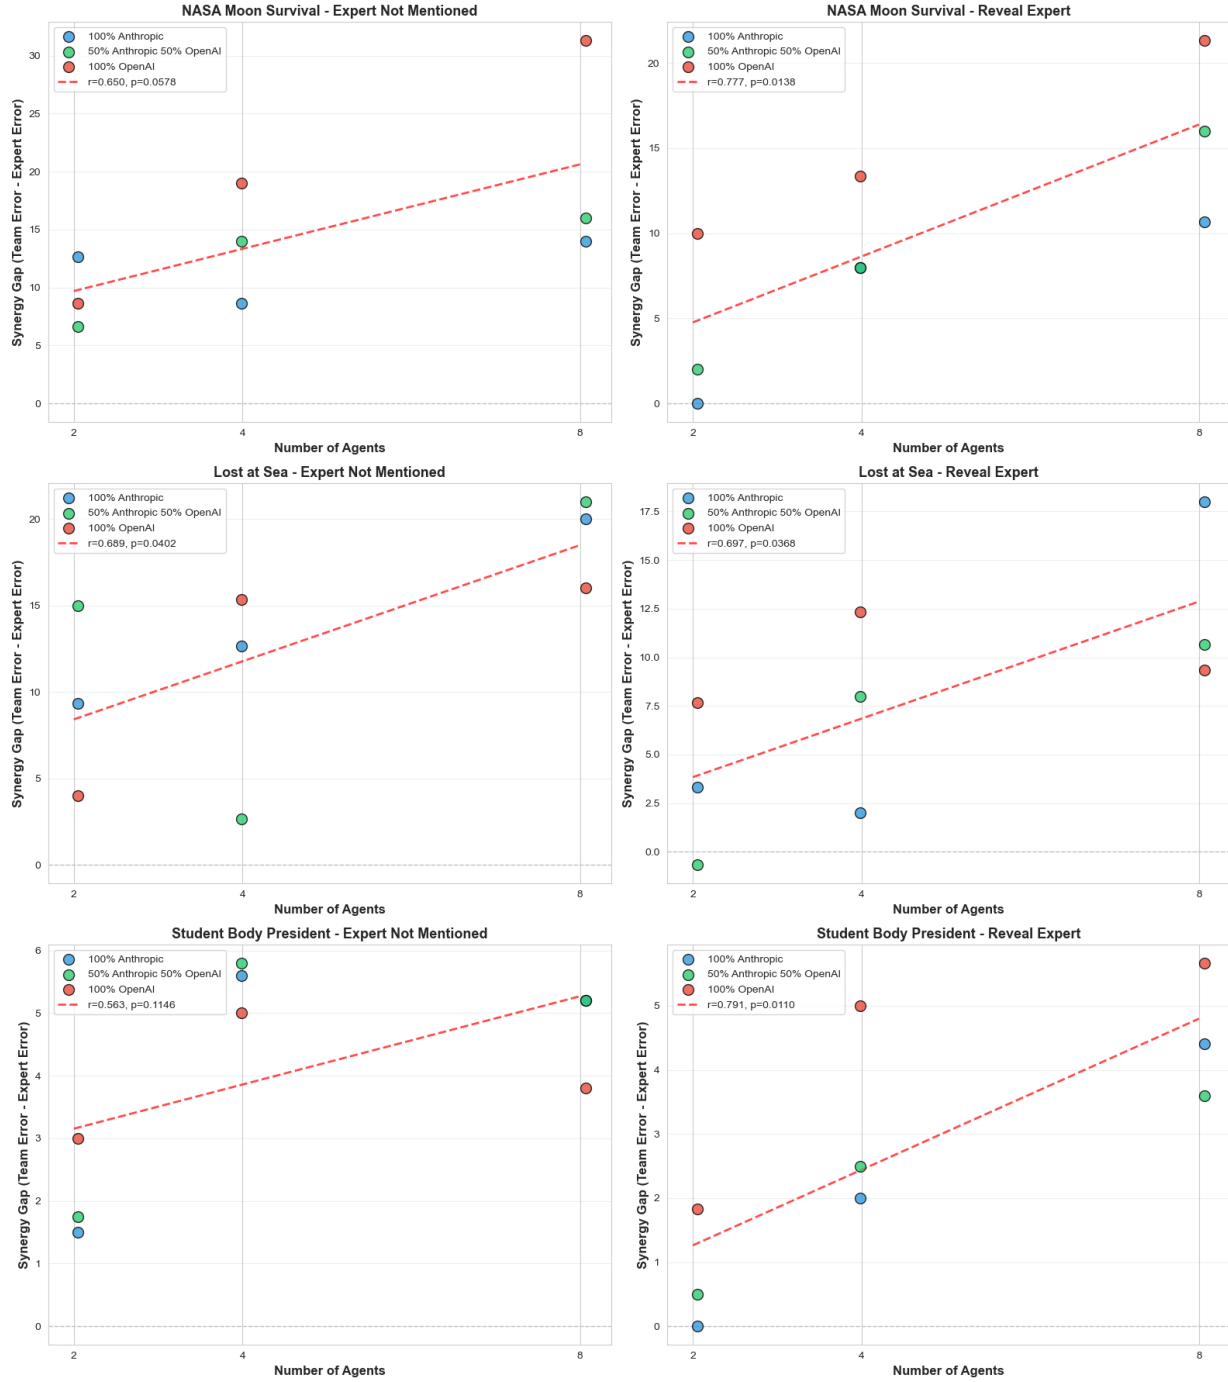 NASA Moon Survival - Expert Not Mentioned
100% Anthropic
50% Anthropic 50% OpenAI
100% OpenAI
r=0.650, p=0.0578
Synergy Gap (Team Error - Expert Error)
30
25
20
15
10
5
0
2
4
8
Number of Agents
NASA Moon Survival - Reveal Expert
100% Anthropic
50% Anthropic 50% OpenAI
100% OpenAI
r=0.777, p=0.0138
Synergy Gap (Team Error - Expert Error)
20
15
10
5
0
2
4
8
Number of Agents
Lost at Sea - Expert Not Mentioned
100% Anthropic
50% Anthropic 50% OpenAI
100% OpenAI
r=0.689, p=0.0402
Synergy Gap (Team Error - Expert Error)
20
15
10
5
0
2
4
8
Number of Agents
Lost at Sea - Reveal Expert
100% Anthropic
50% Anthropic 50% OpenAI
100% OpenAI
r=0.697, p=0.0368
Synergy Gap (Team Error - Expert Error)
17.5
15.0
12.5
10.0
7.5
5.0
2.5
0.0
2
4
8
Number of Agents
Student Body President - Expert Not Mentioned
100% Anthropic
50% Anthropic 50% OpenAI
100% OpenAI
r=0.563, p=0.1146
Synergy Gap (Team Error - Expert Error)
6
5
4
3
2
1
0
2
4
8
Number of Agents
Student Body President - Reveal Expert
100% Anthropic
50% Anthropic 50% OpenAI
100% OpenAI
r=0.791, p=0.0110
Synergy Gap (Team Error - Expert Error)
5
4
3
2
1
0
2
4
8
Number of Agents